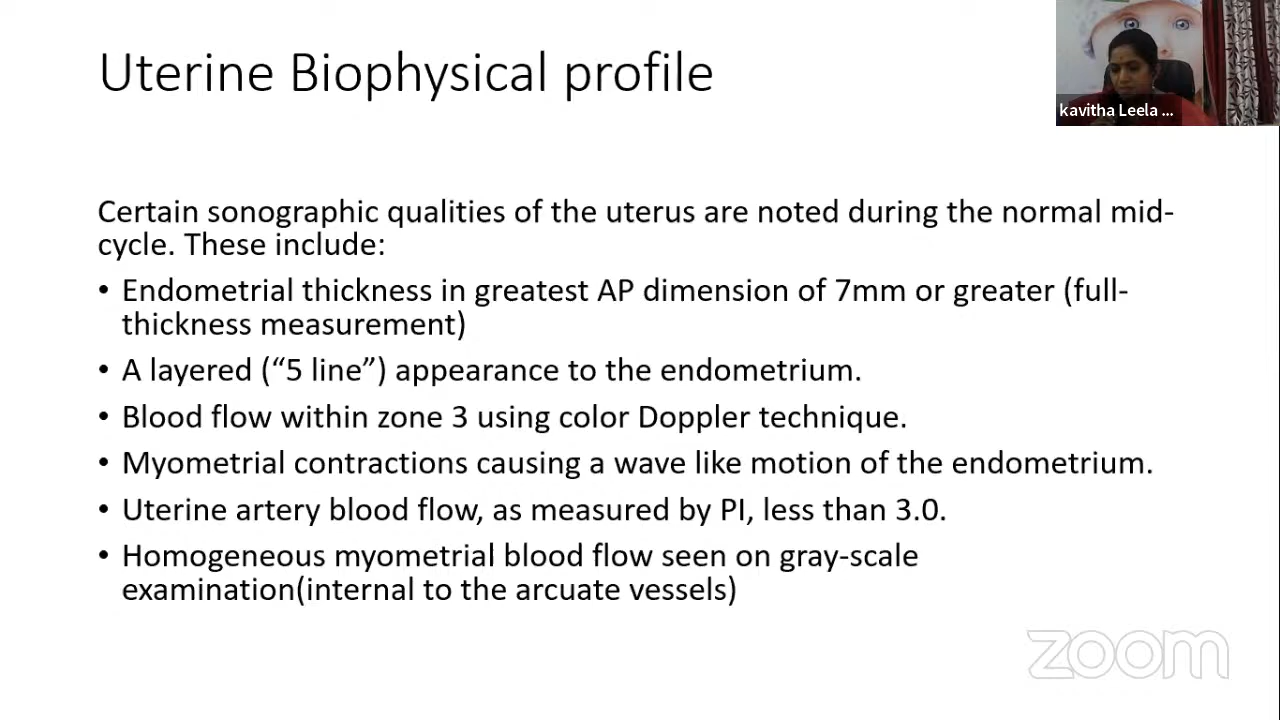 Uterine Biophysical profile
kavitha Leela ...
Certain sonographic qualities of the uterus are noted during the normal mid-
cycle. These include:
• Endometrial thickness in greatest AP dimension of 7mm or greater (full-
thickness measurement)
• A layered (“5 line”) appearance to the endometrium.
• Blood flow within zone 3 using color Doppler technique.
• Myometrial contractions causing a wave like motion of the endometrium.
• Uterine artery blood flow, as measured by PI, less than 3.0.
• Homogeneous myometrial blood flow seen on gray-scale
examination(internal to the arcuate vessels)
zoom